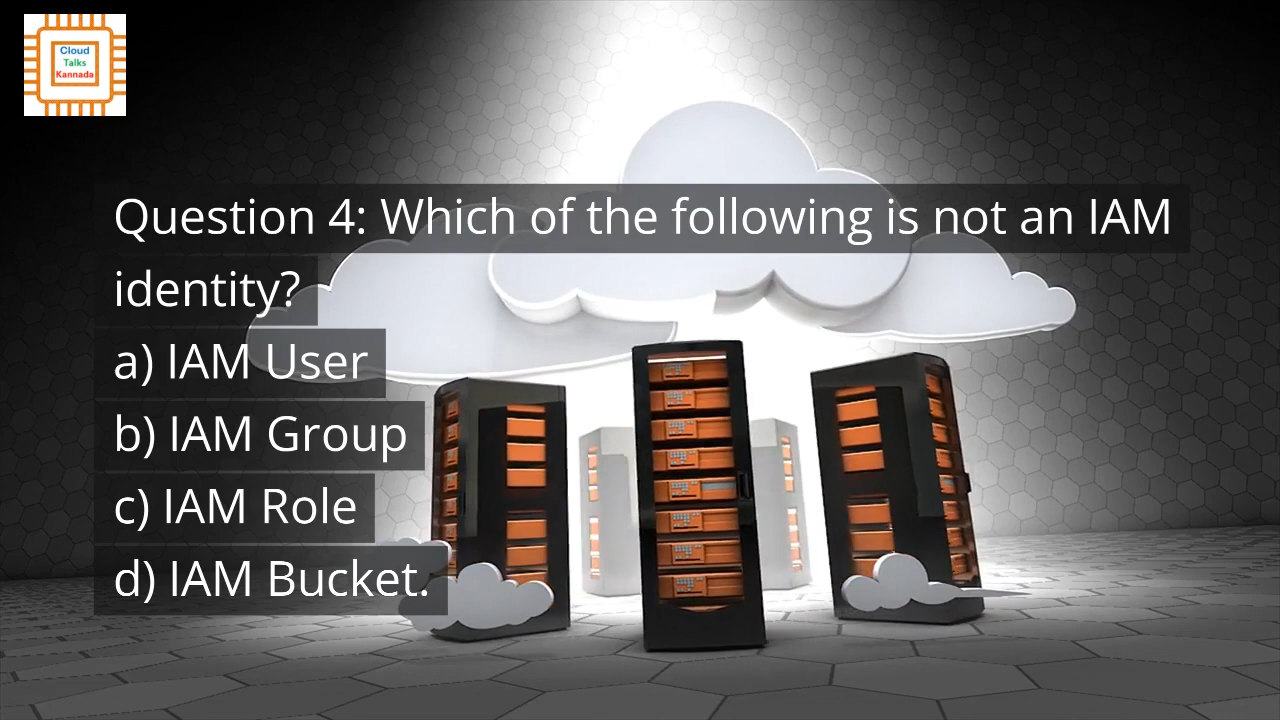 Cloud
Talks
Kannada
Question 4: Which of the following is not an IAM
identity?
a) IAM User
b) IAM Group
c) IAM Role
d) IAM Bucket.